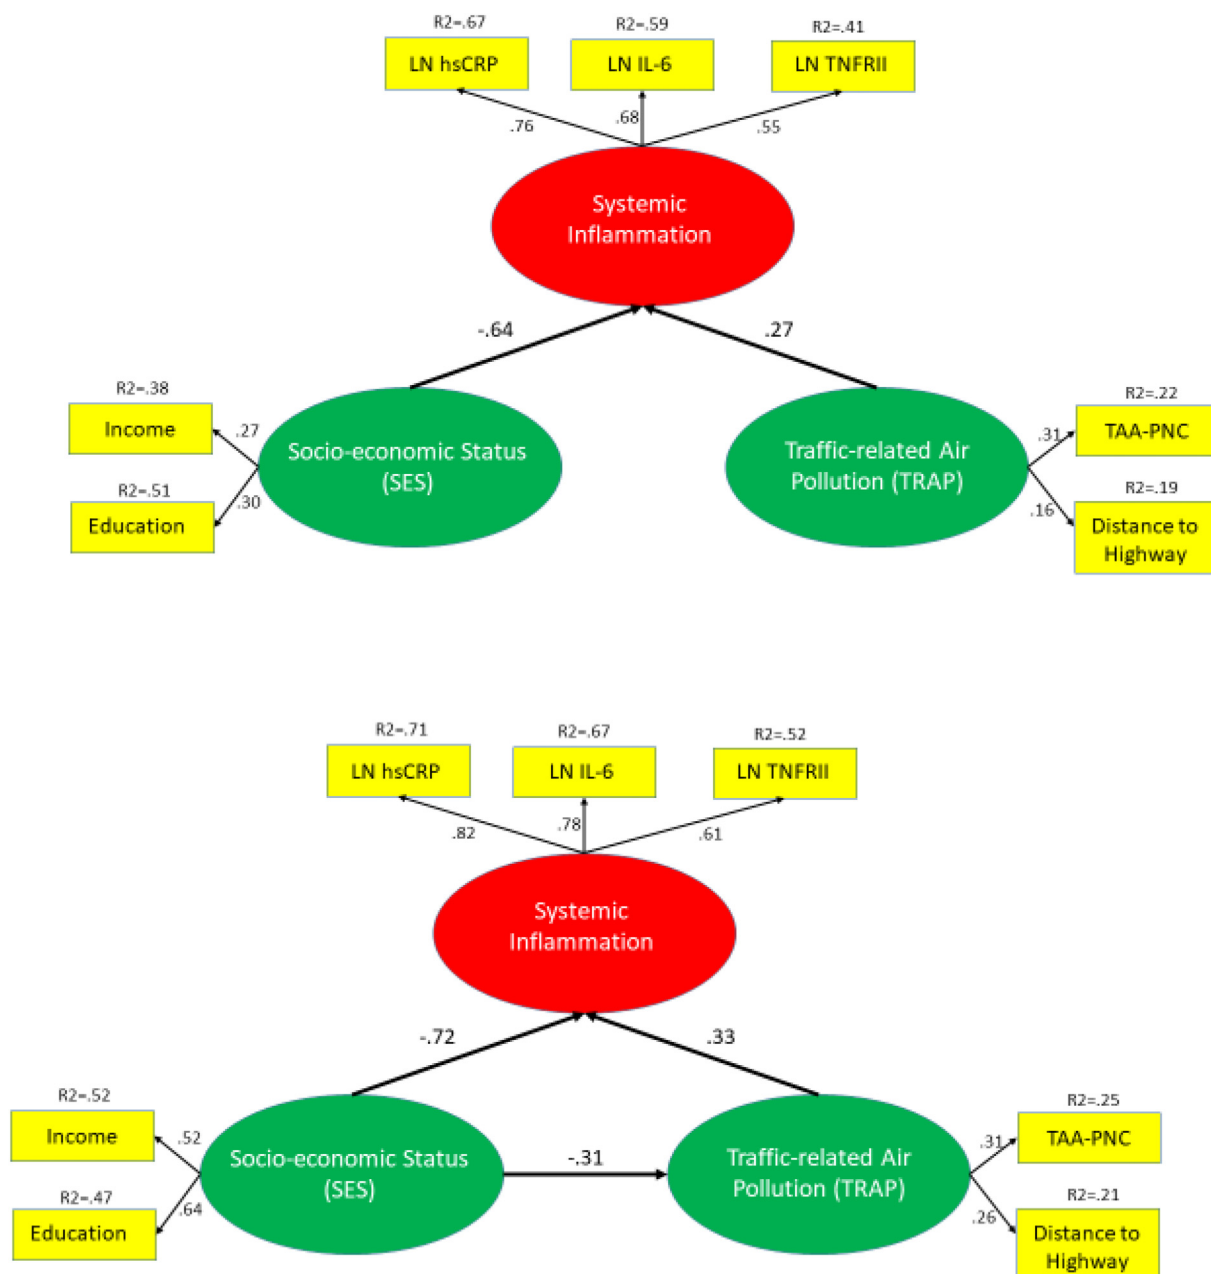 R2=.67
R2=.59
R2=.41
LN hsCRP
LN IL-6
LN TNFRII
.76
.68
.55
Systemic
Inflammation
-.64
.27
R2=.38
Income
.27
R2=.51
Education
.30
Socio-economic Status
(SES)
Traffic-related Air
Pollution (TRAP)
R2=.22
TAA-PNC
.31
R2=.19
.16
Distance to
Highway
R2=.71
R2=.67
R2=.52
LN hsCRP
LN IL-6
LN TNFRII
.82
.78
.61
Systemic
Inflammation
-.72
.33
R2=.52
Income
.52
R2=.47
Education
.64
Socio-economic Status
(SES)
-.31
Traffic-related Air
Pollution (TRAP)
R2=.25
TAA-PNC
.31
R2=.21
.26
Distance to
Highway